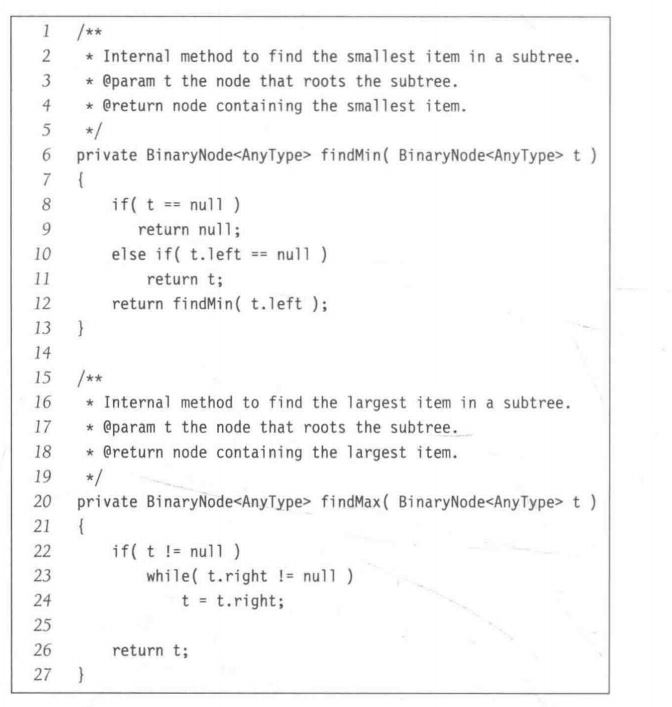 1 /**
2 * Internal method to find the smallest item in a subtree.
3 * @param t the node that roots the subtree.
4 * @return node containing the smallest item.
5 */
6 private BinaryNode<AnyType> findMin( BinaryNode<AnyType> t )
7 {
8 if( t == null )
9 return null;
10 else if( t.left == null )
11 return t;
12 return findMin( t.left );
13 }
14
15 /**
16 * Internal method to find the largest item in a subtree.
17 * @param t the node that roots the subtree.
18 * @return node containing the largest item.
19 */
20 private BinaryNode<AnyType> findMax( BinaryNode<AnyType> t )
21 {
22 if( t != null )
23 while( t.right != null )
24 t = t.right;
25
26 return t;
27 }